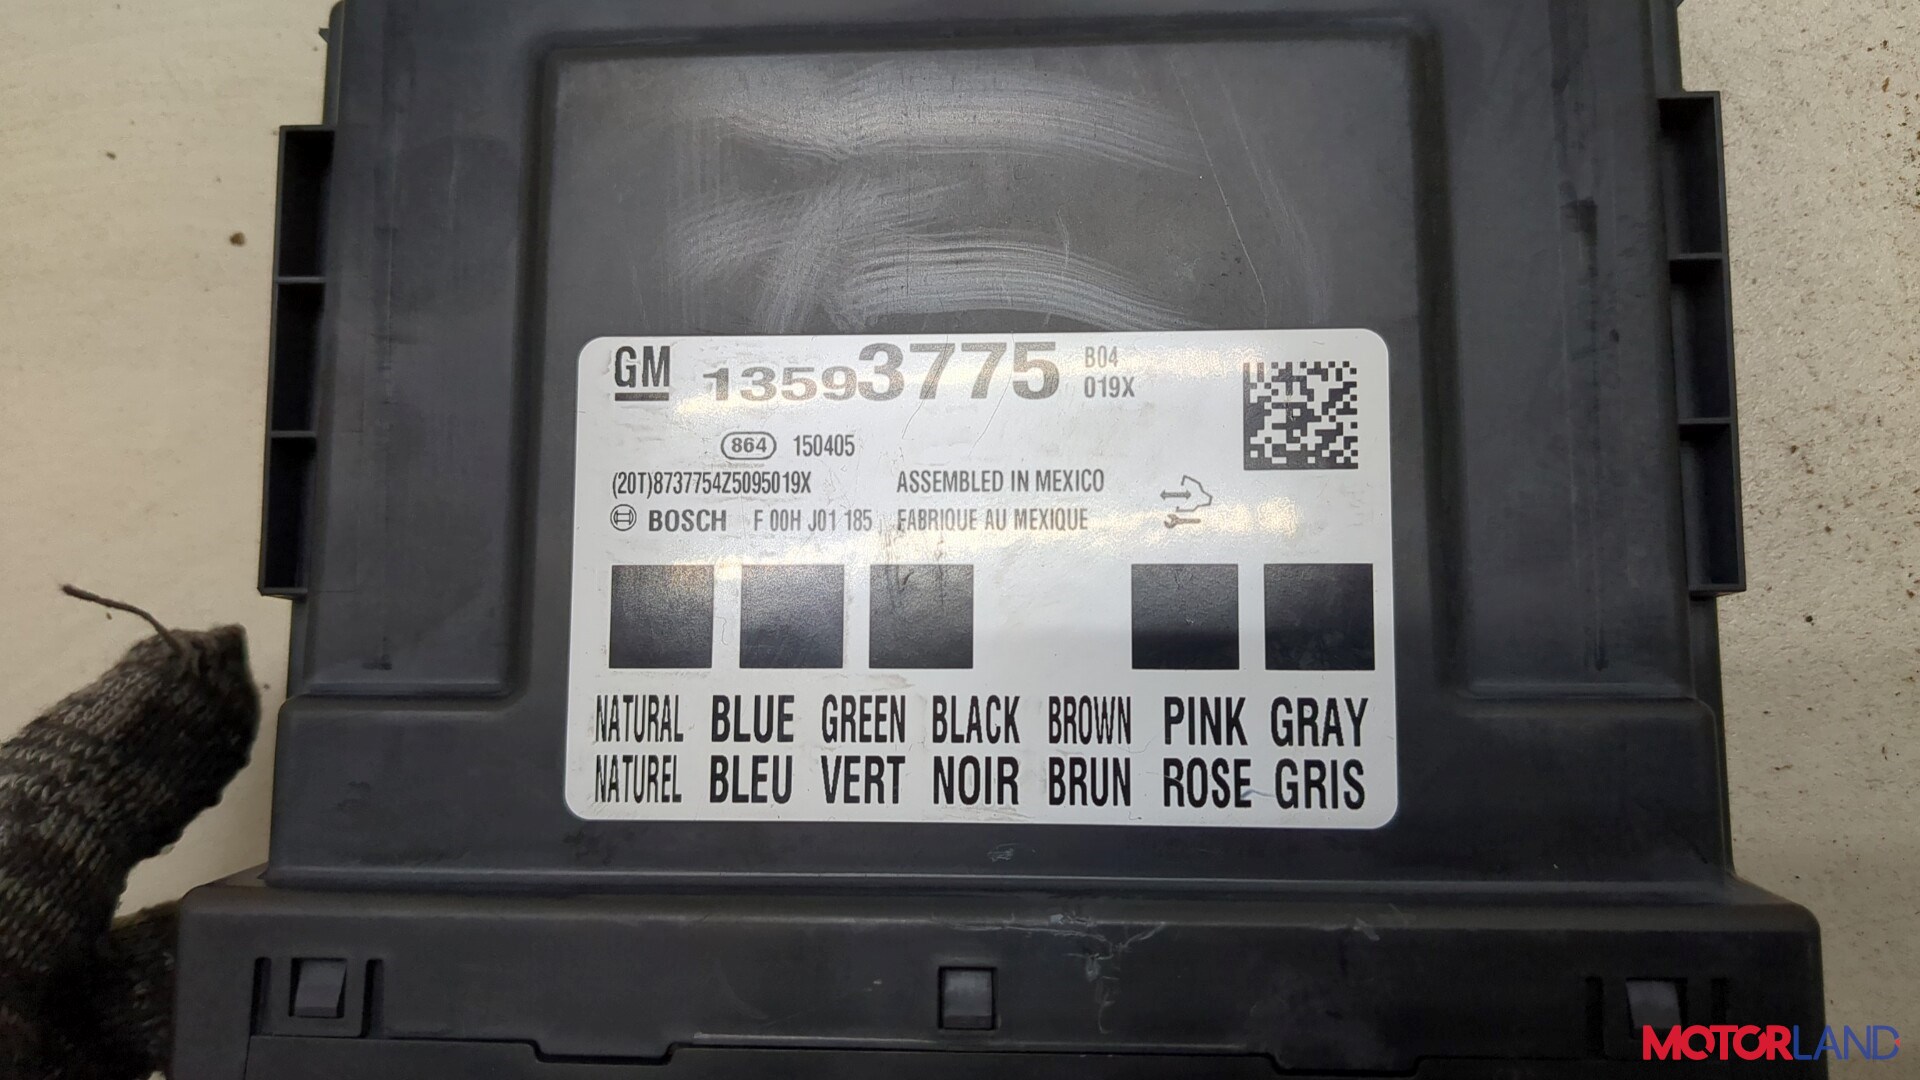 GM 13593775 B04 019X
864 150405
(20T)8737754Z5095019X ASSEMBLED IN MEXICO
BOSCH F 00H J01 185 FABRIQUE AU MEXIQUE
NATURAL BLUE GREEN BLACK BROWN PINK GRAY
NATUREL BLEU VERT NOIR BRUN ROSE GRIS
MOTORLAND